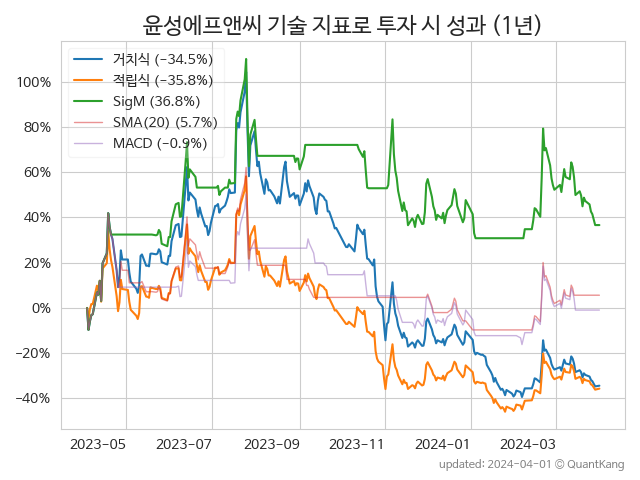 윤성에프앤씨 기술 지표로 투자 시 성과 (1년)
거치식 (−34.5%)
적립식 (−35.8%)
SigM (36.8%)
SMA(20) (5.7%)
MACD (−0.9%)
100%
80%
60%
40%
20%
0%
−20%
−40%
2023-05 2023-07 2023-09 2023-11 2024-01 2024-03
updated: 2024-04-01 © QuantKang